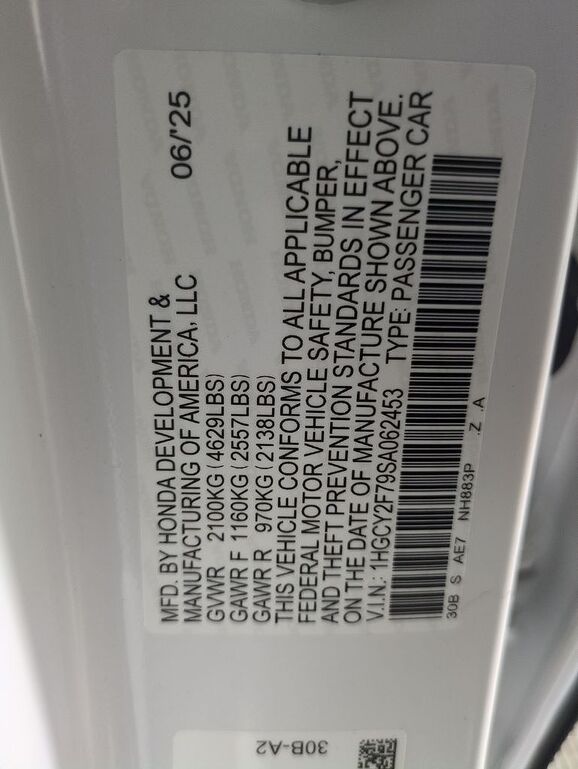 MFD. BY HONDA DEVELOPMENT & 06/'25
MANUFACTURING OF AMERICA, LLC
GVWR 2100KG(4629LBS)
GAWR F 1160KG(2557LBS)
GAWR R 970KG(2138LBS)
THIS VEHICLE CONFORMS TO ALL APPLICABLE
FEDERAL MOTOR VEHICLE SAFETY, BUMPER,
AND THEFT PREVENTION STANDARDS IN EFFECT
ON THE DATE OF MANUFACTURE SHOWN ABOVE.
V.I.N.: 1HGCY2F79SA062453 TYPE: PASSENGER CAR
30B S AE7 NH883P .Z .A
30B-A2